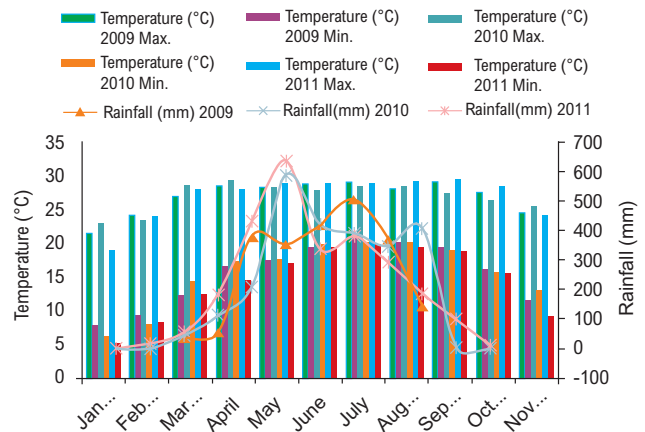 Temperature (°C) 2009 Max.
Temperature (°C) 2009 Min.
Temperature (°C) 2010 Max.
Temperature (°C) 2010 Min.
Temperature (°C) 2011 Max.
Temperature (°C) 2011 Min.
Rainfall (mm) 2009
Rainfall(mm) 2010
Rainfall(mm) 2011
Temperature (°C)
35
30
25
20
15
10
5
0
700
600
500
400
300
200
100
0
-100
Rainfall (mm)
Jan...
Feb...
Mar...
April
May
June
July
Aug...
Sep...
Oct...
Nov...